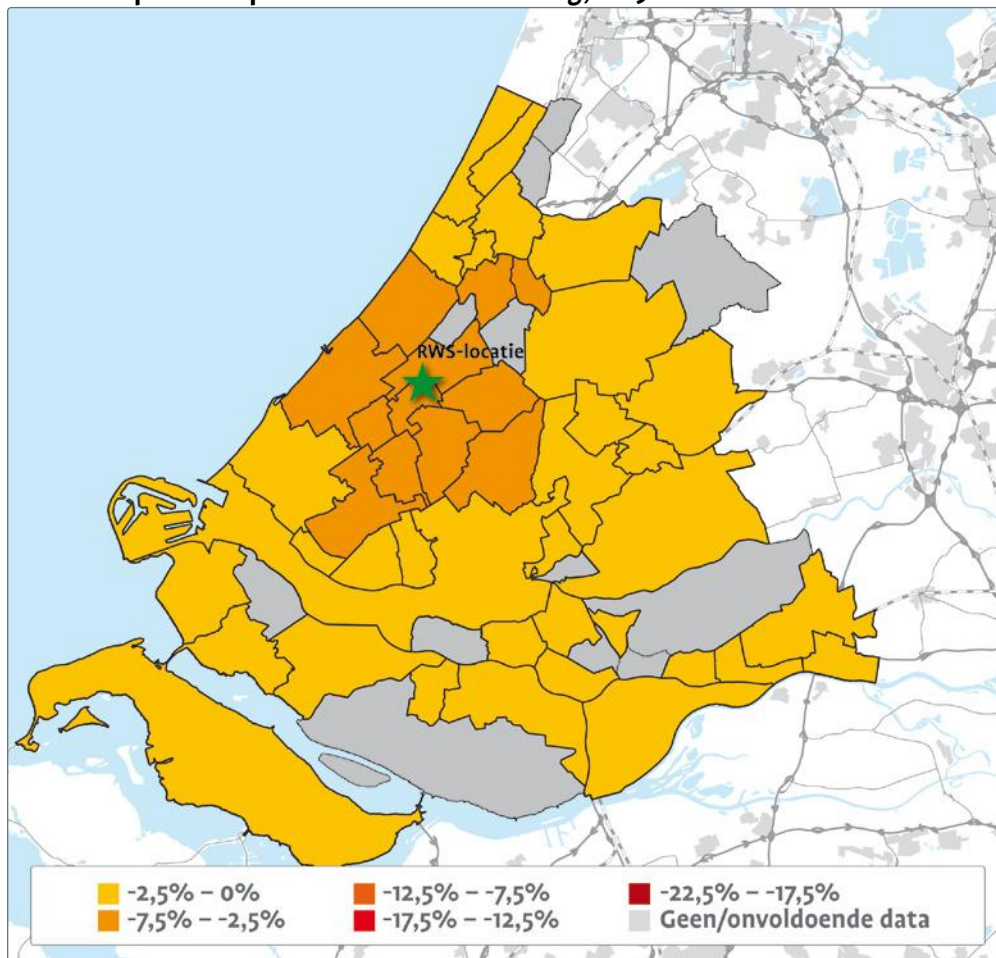 RWS-locatie
-2,5% – 0%
-12,5% – -7,5%
-22,5% – -17,5%
-7,5% – -2,5%
-17,5% – -12,5%
Geen/onvoldoende data